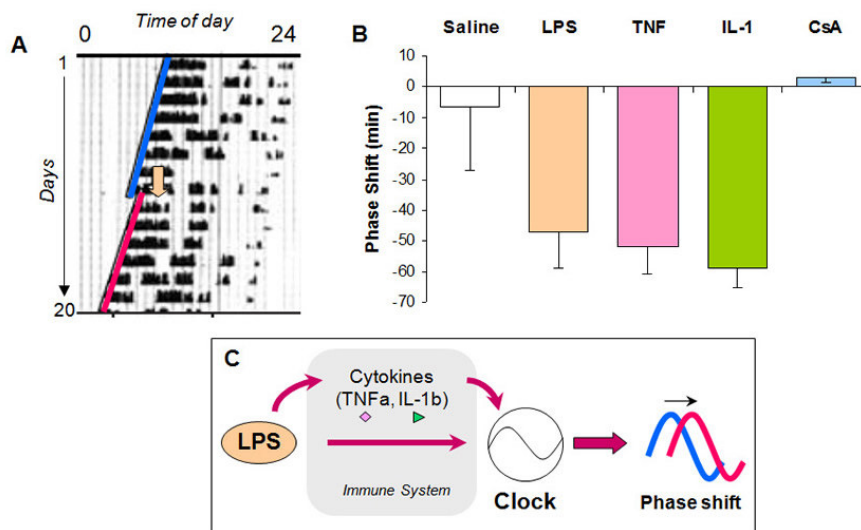 A
Time of day
0 24
1
Days
20
B
Saline LPS TNF IL-1 CsA
Phase Shift (min)
10
0
-10
-20
-30
-40
-50
-60
-70
C
Cytokines
(TNFa, IL-1b)
LPS
Immune System
Clock
Phase shift